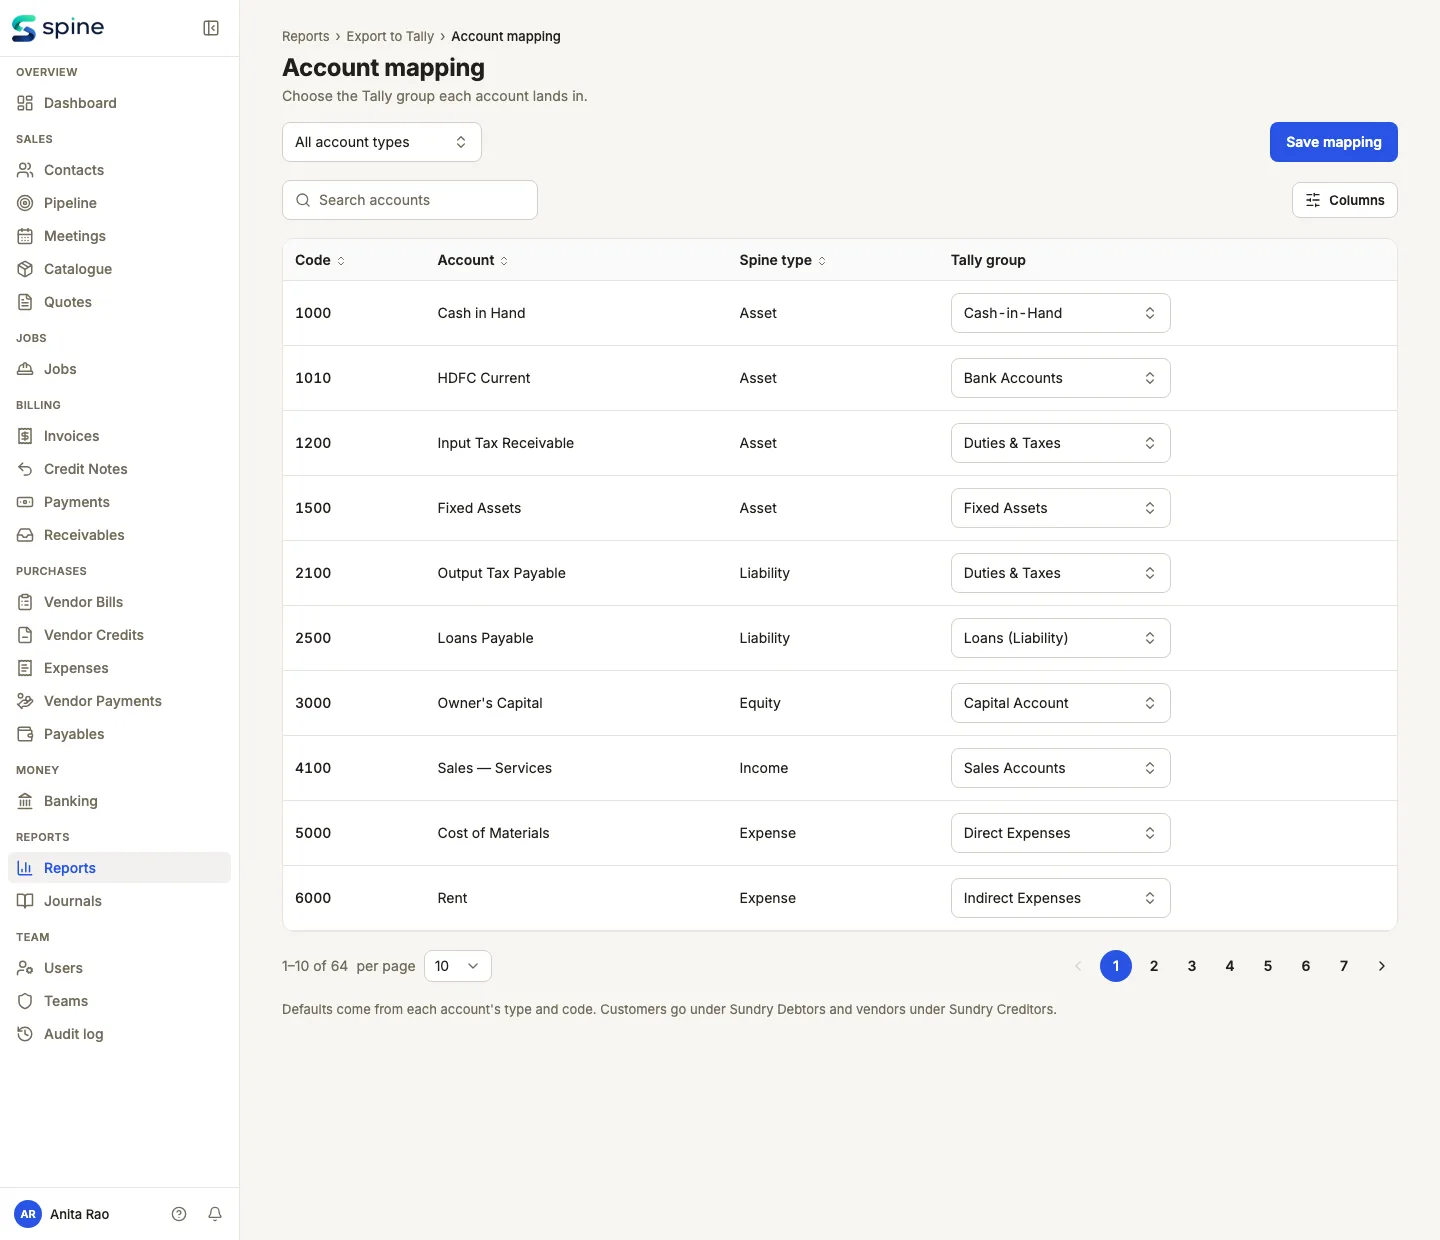 spine
OVERVIEW
Dashboard
SALES
Contacts
Pipeline
Meetings
Catalogue
Quotes
JOBS
Jobs
BILLING
Invoices
Credit Notes
Payments
Receivables
PURCHASES
Vendor Bills
Vendor Credits
Expenses
Vendor Payments
Payables
MONEY
Banking
REPORTS
Reports
Journals
TEAM
Users
Teams
Audit log
AR Anita Rao
Reports › Export to Tally › Account mapping
Account mapping
Choose the Tally group each account lands in.
All account types
Save mapping
Search accounts
Columns
Code Account Spine type Tally group
1000 Cash in Hand Asset Cash-in-Hand
1010 HDFC Current Asset Bank Accounts
1200 Input Tax Receivable Asset Duties & Taxes
1500 Fixed Assets Asset Fixed Assets
2100 Output Tax Payable Liability Duties & Taxes
2500 Loans Payable Liability Loans (Liability)
3000 Owner's Capital Equity Capital Account
4100 Sales — Services Income Sales Accounts
5000 Cost of Materials Expense Direct Expenses
6000 Rent Expense Indirect Expenses
1–10 of 64 per page 10 1 2 3 4 5 6 7
Defaults come from each account's type and code. Customers go under Sundry Debtors and vendors under Sundry Creditors.